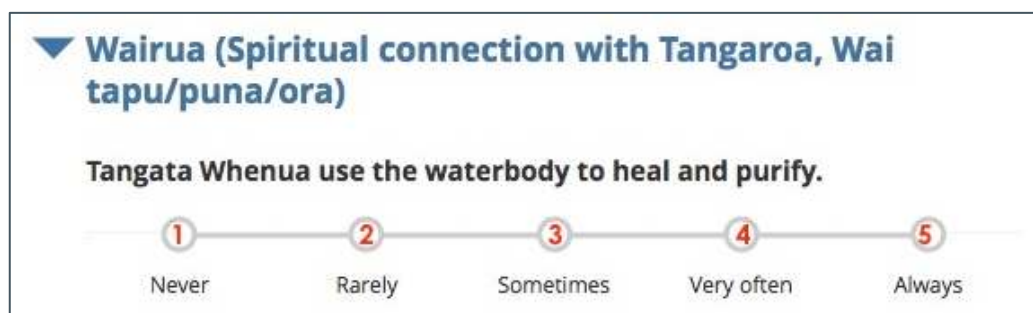 Wairua (Spiritual connection with Tangaroa, Wai
tapu/puna/ora)
Tangata Whenua use the waterbody to heal and purify.
1 2 3 4 5
Never Rarely Sometimes Very often Always